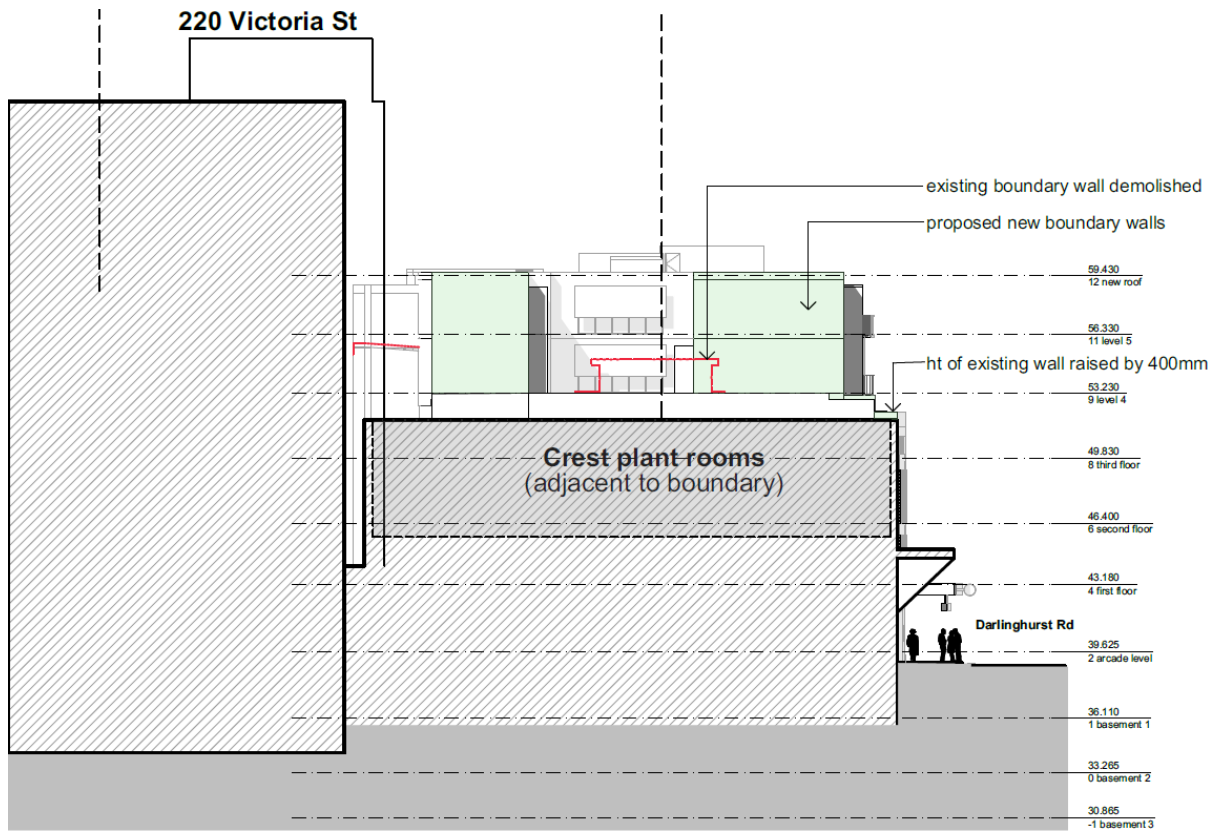 220 Victoria St
existing boundary wall demolished
proposed new boundary walls
59.430
12 new roof
56.330
11 level 5
ht of existing wall raised by 400mm
53.230
9 level 4
Crest plant rooms
(adjacent to boundary)
49.830
8 third floor
46.400
6 second floor
43.180
4 first floor
Darlinghurst Rd
39.625
2 arcade level
36.110
1 basement 1
33.265
0 basement 2
30.865
-1 basement 3